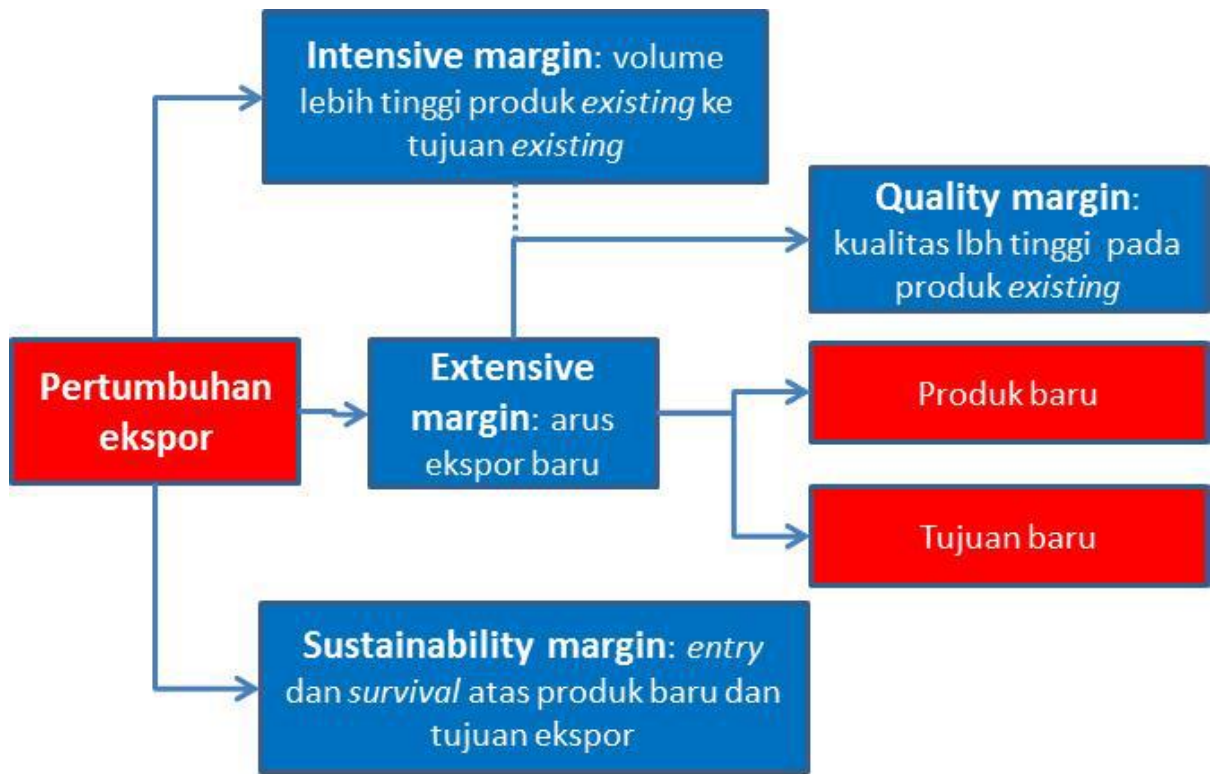 Intensive margin: volume
lebih tinggi produk existing ke
tujuan existing
Quality margin:
kualitas lbh tinggi pada
produk existing
Pertumbuhan
ekspor
Extensive
margin: arus
ekspor baru
Produk baru
Tujuan baru
Sustainability margin: entry
dan survival atas produk baru dan
tujuan ekspor